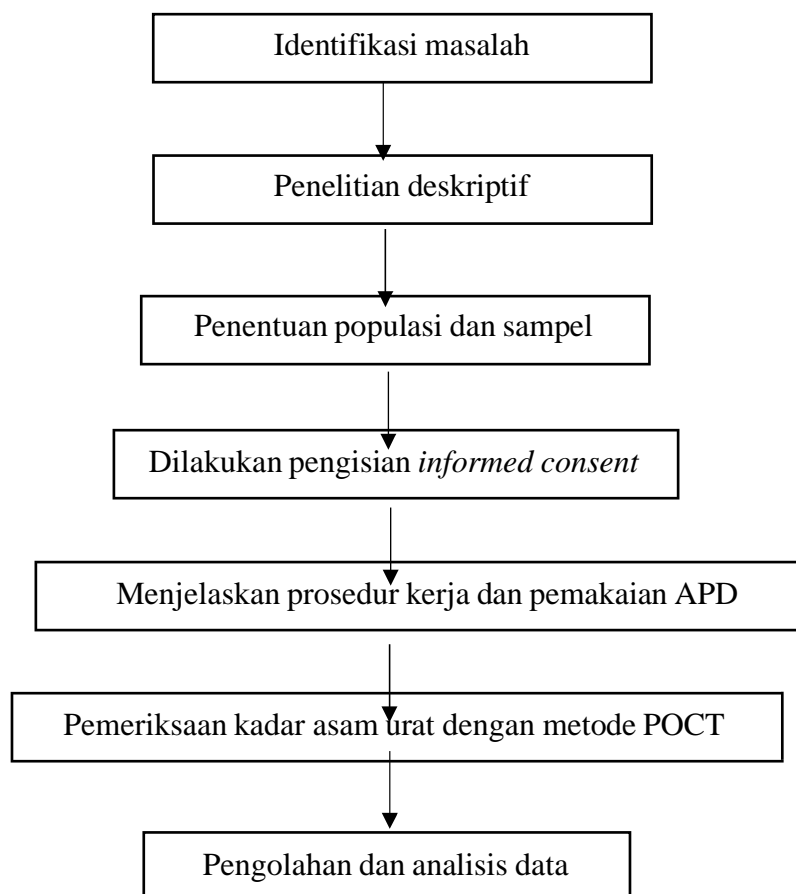 Identifikasi masalah
Penelitian deskriptif
Penentuan populasi dan sampel
Dilakukan pengisian informed consent
Menjelaskan prosedur kerja dan pemakaian APD
Pemeriksaan kadar asam urat dengan metode POCT
Pengolahan dan analisis data